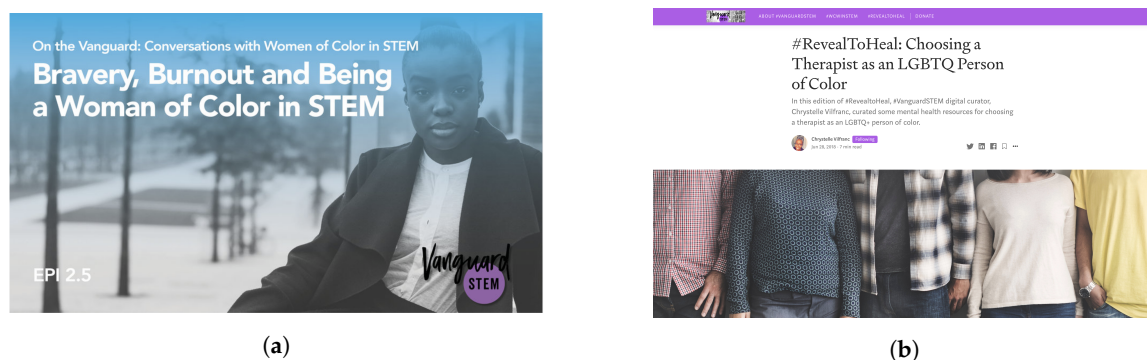 On the Vanguard: Conversations with Women of Color in STEM
Bravery, Burnout and Being
a Woman of Color in STEM
EPI 2.5
Vanguard
STEM
(a)
ABOUT #VANGUARDSTEM #WCWINSTEM #REVEALTOHEAL DONATE
#RevealToHeal: Choosing a
Therapist as an LGBTQ Person
of Color
In this edition of #RevealtoHeal, #VanguardSTEM digital curator,
Chrystelle Vilfranc, curated some mental health resources for choosing
a therapist as an LGBTQ+ person of color.
Chrystelle Vilfranc Following
Jun 28, 2018 · 7 min read
(b)